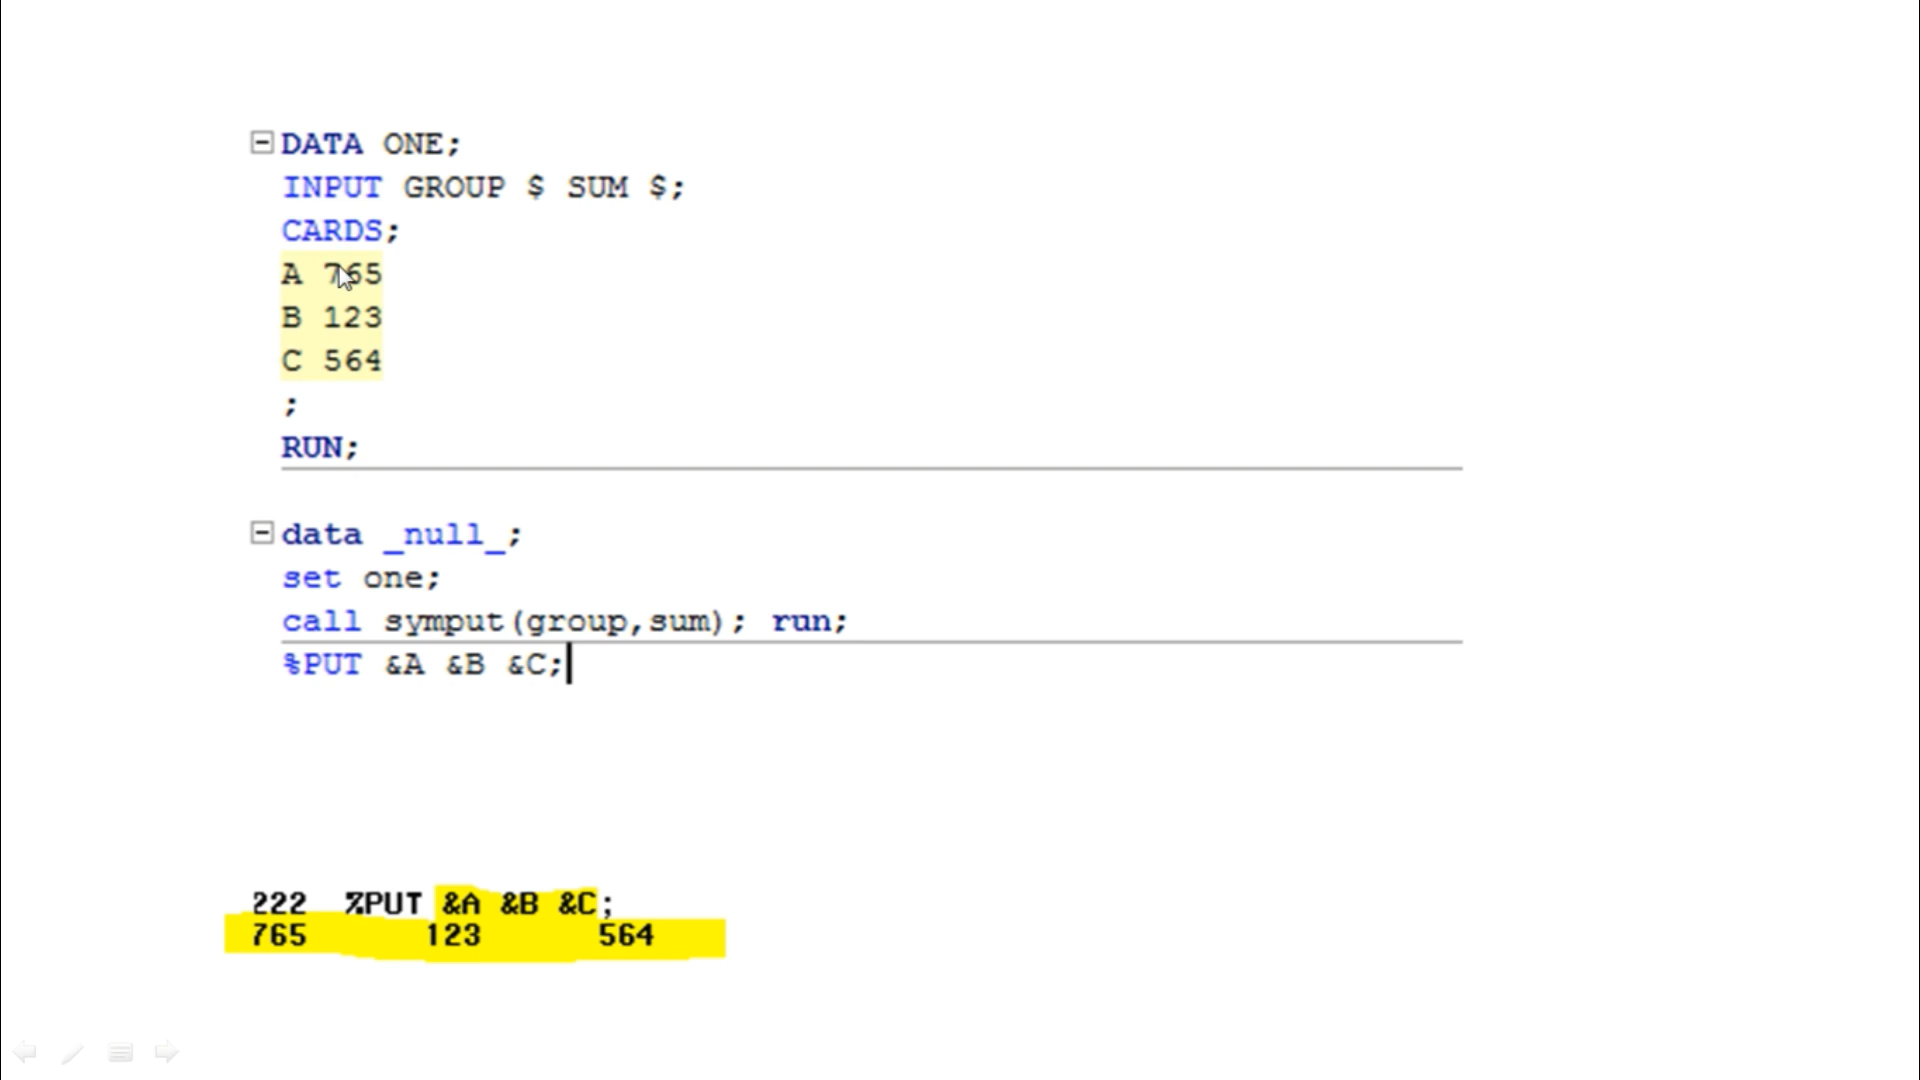 DATA ONE;
INPUT GROUP $ SUM $;
CARDS;
A 765
B 123
C 564
;
RUN;
data _null_;
set one;
call symput(group,sum); run;
%PUT &A &B &C;
222 %PUT &A &B &C;
765 123 564